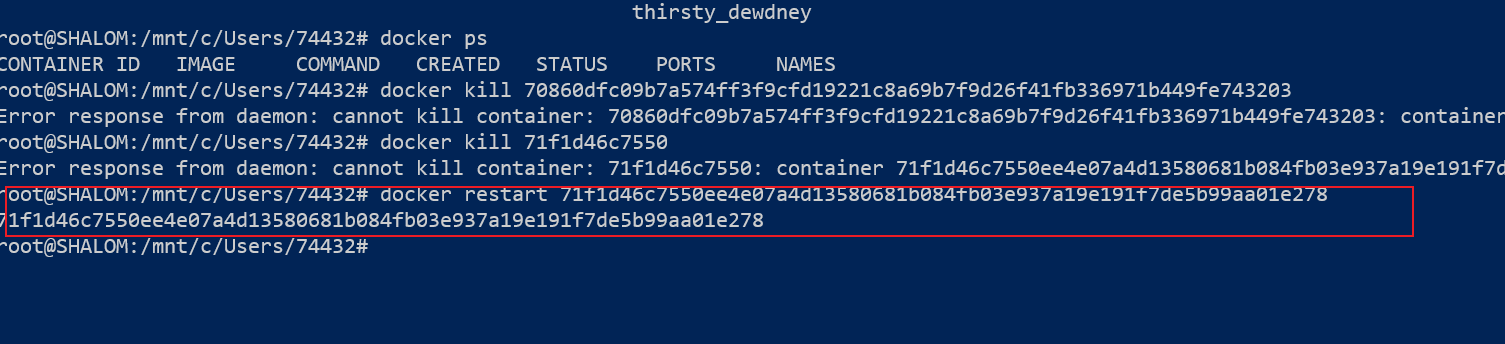 thirsty_dewdney
root@SHALOM:/mnt/c/Users/74432# docker ps
CONTAINER ID   IMAGE     COMMAND   CREATED   STATUS    PORTS     NAMES
root@SHALOM:/mnt/c/Users/74432# docker kill 70860dfc09b7a574ff3f9cfd19221c8a69b7f9d26f41fb336971b449fe743203
Error response from daemon: cannot kill container: 70860dfc09b7a574ff3f9cfd19221c8a69b7f9d26f41fb336971b449fe743203: container
root@SHALOM:/mnt/c/Users/74432# docker kill 71f1d46c7550
Error response from daemon: cannot kill container: 71f1d46c7550: container 71f1d46c7550ee4e07a4d13580681b084fb03e937a19e191f7d
root@SHALOM:/mnt/c/Users/74432# docker restart 71f1d46c7550ee4e07a4d13580681b084fb03e937a19e191f7de5b99aa01e278
71f1d46c7550ee4e07a4d13580681b084fb03e937a19e191f7de5b99aa01e278
root@SHALOM:/mnt/c/Users/74432#